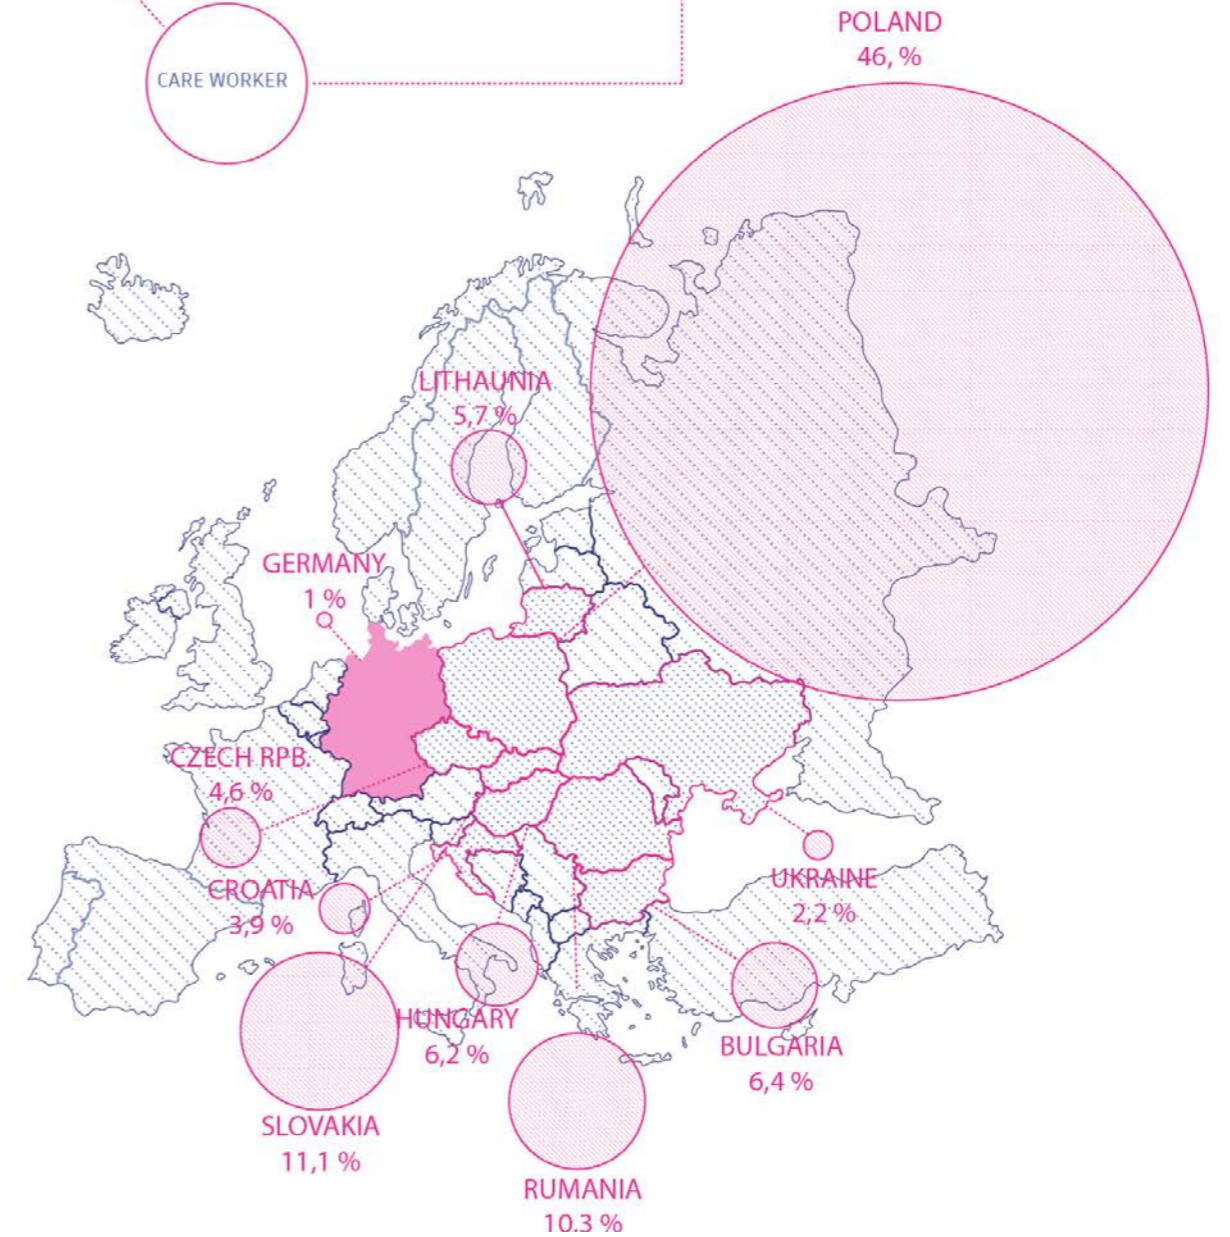 POLAND
46, %
CARE WORKER
LITHAUNIA
5,7 %
GERMANY
1 %
CZECH RPB.
4,6 %
CROATIA
3,9 %
UKRAINE
2,2 %
HUNGARY
6,2 %
BULGARIA
6,4 %
SLOVAKIA
11,1 %
RUMANIA
10,3 %